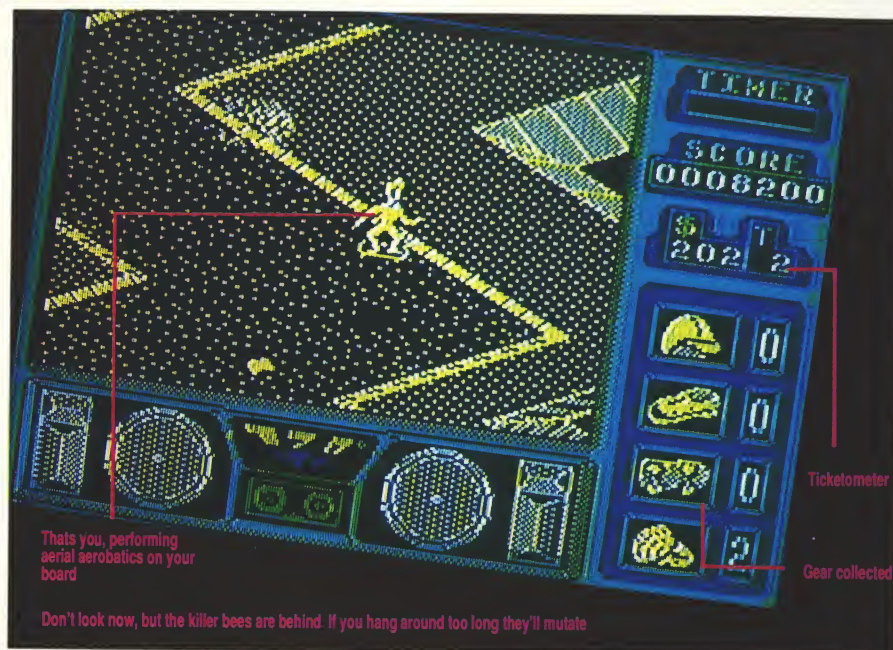 TIMER
SCORE
0008200
$ T
202 2
0
0
0
2
Ticketometer
Gear collected
Thats you, performing
aerial aerobatics on your
board
Don't look now, but the killer bees are behind. If you hang around too long they'll mutate